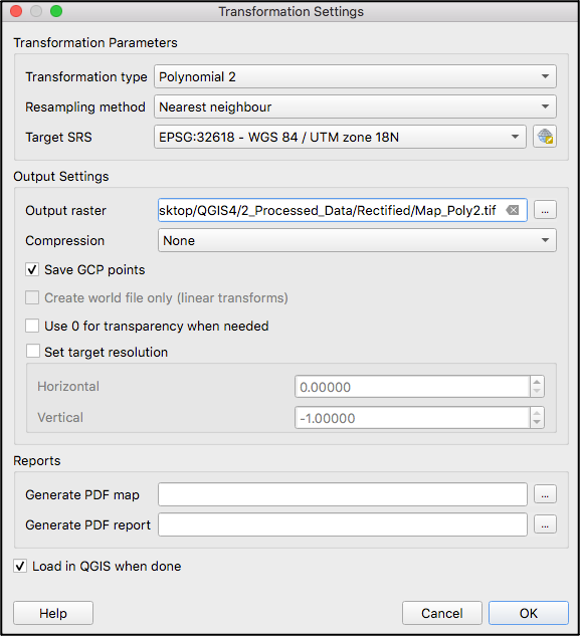 Transformation Settings
Transformation Parameters
Transformation type Polynomial 2
Resampling method Nearest neighbour
Target SRS EPSG:32618 - WGS 84 / UTM zone 18N
Output Settings
Output raster sktop/QGIS4/2_Processed_Data/Rectified/Map_Poly2.tif ...
Compression None
Save GCP points
Create world file only (linear transforms)
Use 0 for transparency when needed
Set target resolution
Horizontal 0.00000
Vertical -1.00000
Reports
Generate PDF map ...
Generate PDF report ...
Load in QGIS when done
Help Cancel OK